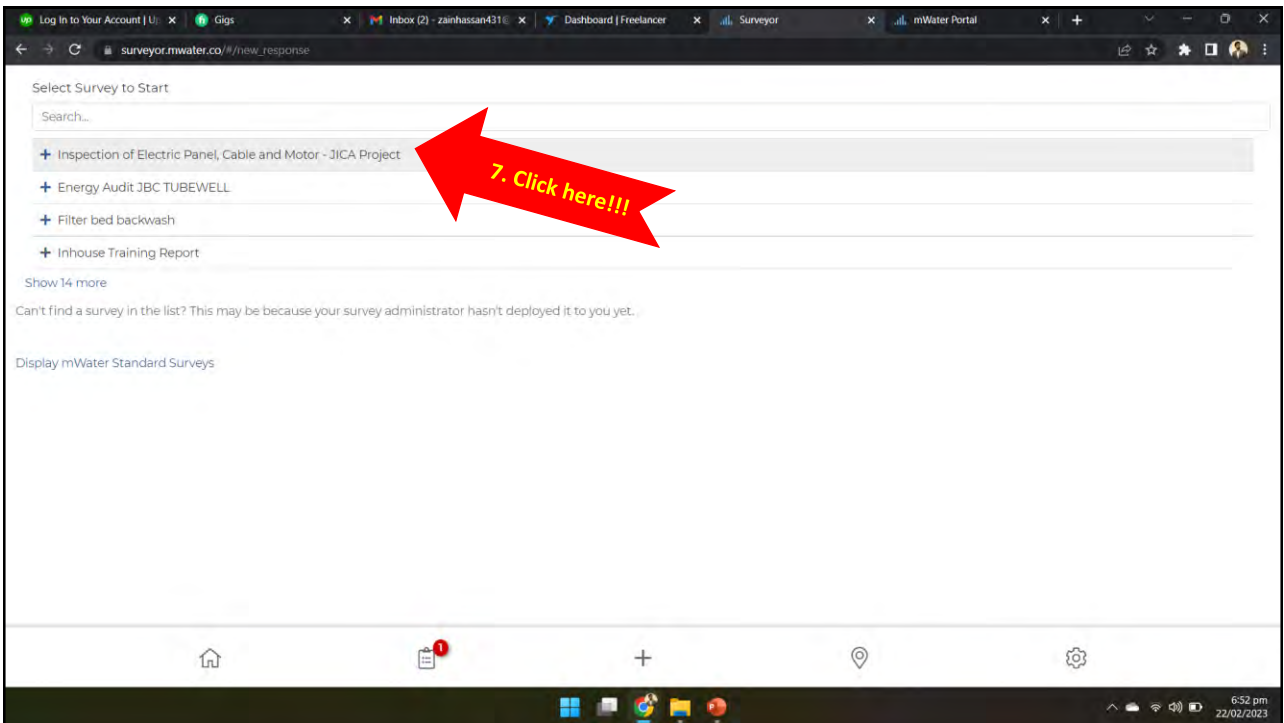 Log In to Your Account | U
Gigs
Inbox (2) - zainhassan431
Dashboard | Freelancer
Surveyor
mWater Portal
surveyor.mwater.co/#/new_response
Select Survey to Start
Search...
Inspection of Electric Panel, Cable and Motor - JICA Project
7. Click here!!!
Energy Audit JBC TUBEWELL
Filter bed backwash
Inhouse Training Report
Show 14 more
Can't find a survey in the list? This may be because your survey administrator hasn't deployed it to you yet.
Display mWater Standard Surveys
1
6:52 pm
22/02/2023